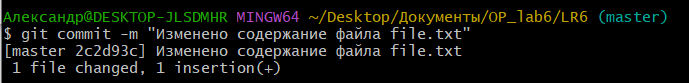 Александр@DESKTOP-JLSDMHR MINGW64 ~/Desktop/Документы/OP_lab6/LR6 (master)
$ git commit -m "Изменено содержание файла file.txt"
[master 2c2d93c] Изменено содержание файла file.txt
 1 file changed, 1 insertion(+)